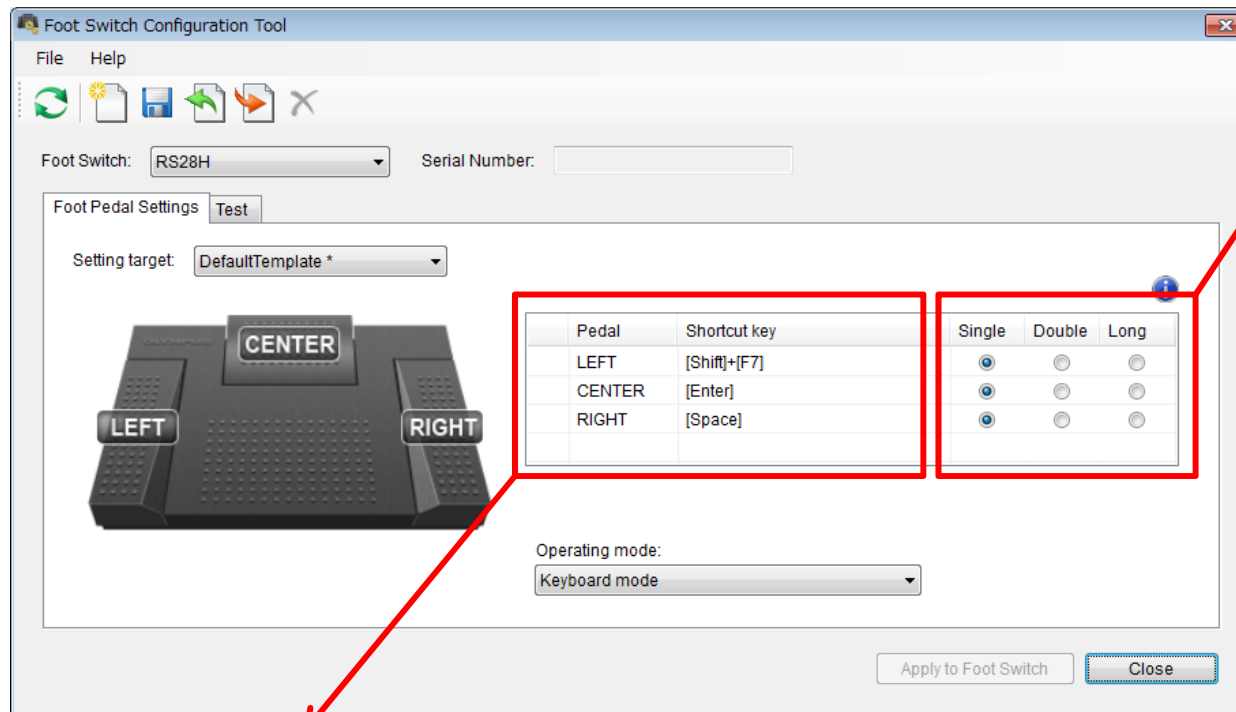 Foot Switch Configuration Tool
File Help
Foot Switch: RS28H Serial Number:
Foot Pedal Settings Test
Setting target: DefaultTemplate *
OLYMPUS
CENTER
LEFT
RIGHT
Pedal Shortcut key Single Double Long
LEFT [Shift]+[F7]
CENTER [Enter]
RIGHT [Space]
Operating mode:
Keyboard mode
Apply to Foot Switch Close